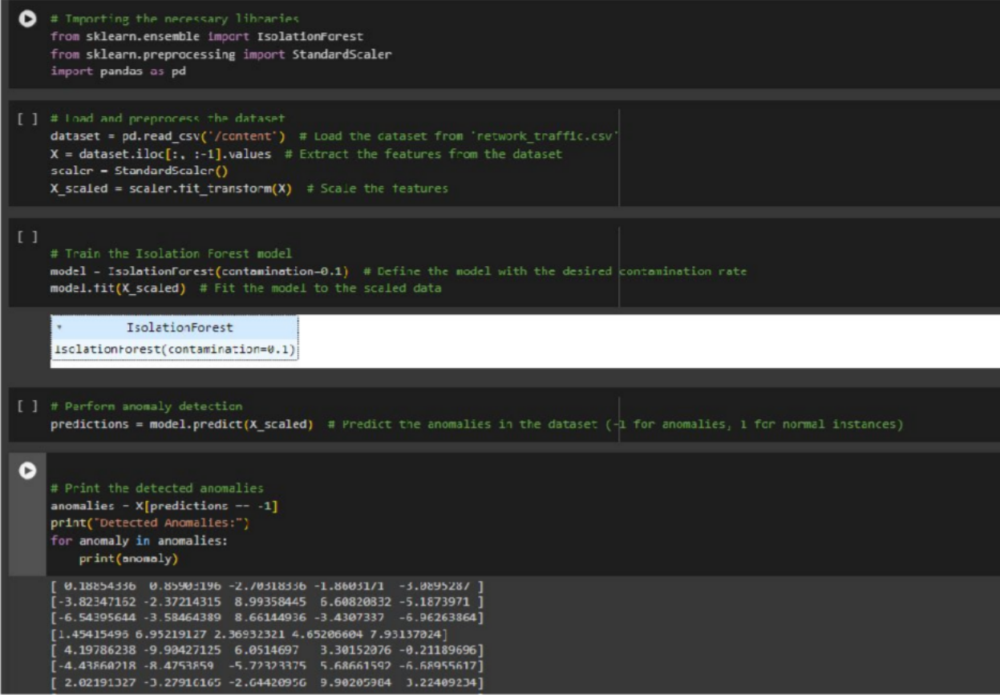 # Importing the necessary libraries
from sklearn.ensemble import IsolationForest
from sklearn.preprocessing import StandardScaler
import pandas as pd
[ ] # Load and preprocess the dataset
dataset = pd.read_csv('/content') # Load the dataset from 'network_traffic.csv'
X = dataset.iloc[:, :-1].values # Extract the features from the dataset
scaler = StandardScaler()
X_scaled = scaler.fit_transform(X) # Scale the features
[ ]
# Train the Isolation Forest model
model = IsolationForest(contamination=0.1) # Define the model with the desired contamination rate
model.fit(X_scaled) # Fit the model to the scaled data
IsolationForest
IsolationForest(contamination=0.1)
[ ] # Perform anomaly detection
predictions = model.predict(X_scaled) # Predict the anomalies in the dataset (-1 for anomalies, 1 for normal instances)
# Print the detected anomalies
anomalies = X[predictions == -1]
print("Detected Anomalies:")
for anomaly in anomalies:
print(anomaly)
[ 0.18854336 0.85903196 -2.70318336 -1.8603171 -3.0895287 ]
[-3.82347162 -2.37214315 8.99358445 6.60820832 -5.1873971 ]
[-6.54395644 -3.58464389 8.66144936 -3.4307337 -6.96263864]
[1.45415496 6.95219127 2.36932321 4.65206604 7.93137024]
[ 4.19786238 -9.90427125 6.0514697 3.30152076 -0.21189696]
[-4.43860218 -8.4753859 -5.72323375 5.68661592 -6.68955617]
[ 2.02191327 -3.27916165 -2.64420956 9.90205984 3.22409234]